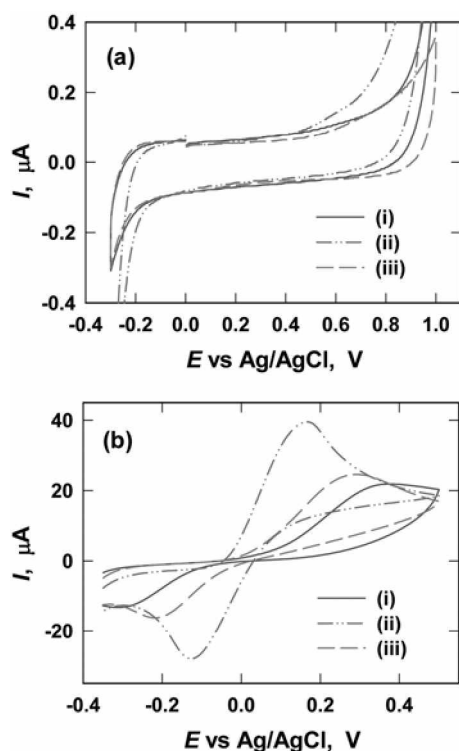 0.4
(a)
0.2
0.0
-0.2
-0.4
I, μA
(i)
(ii)
(iii)
-0.4 -0.2 0.0 0.2 0.4 0.6 0.8 1.0
E vs Ag/AgCl, V
40
(b)
20
0
-20
I, μA
(i)
(ii)
(iii)
-0.4 -0.2 0.0 0.2 0.4
E vs Ag/AgCl, V